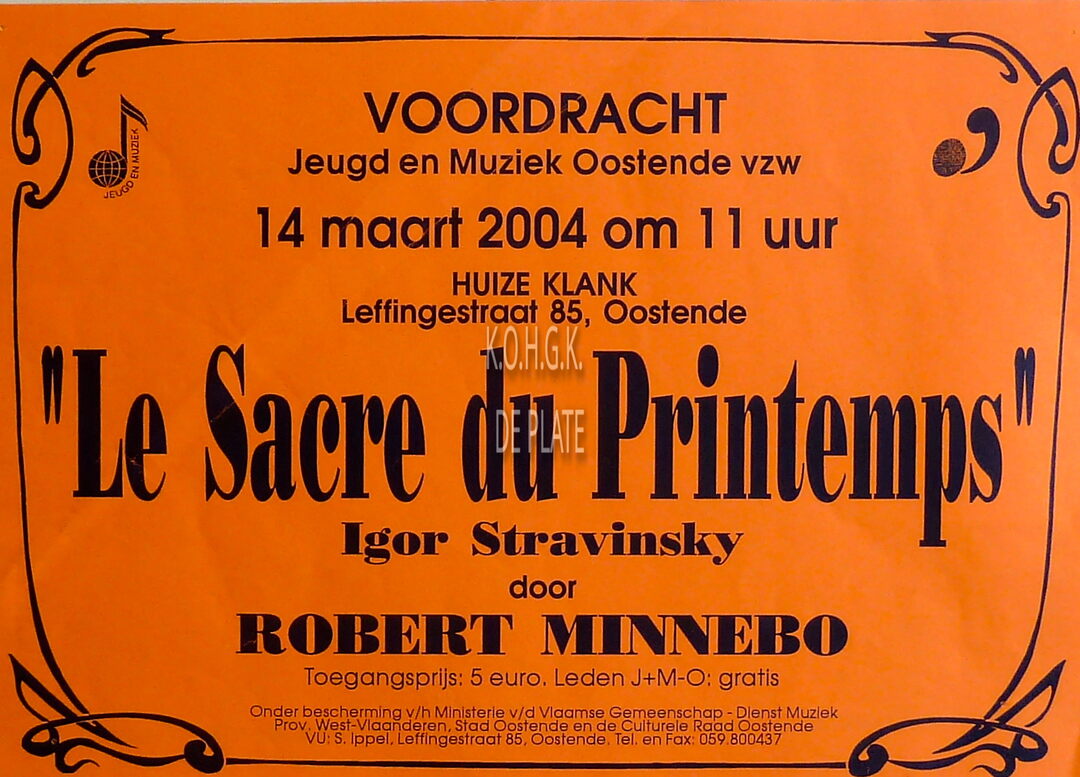 VOORDRACHT
Jeugd en Muziek Oostende vzw
JEUGD EN MUZIEK
14 maart 2004 om 11 uur
HUIZE KLANK
Leffingestraat 85, Oostende
K.O.H.G.K.
DE PLATE
"Le Sacre du Printemps"
Igor Stravinsky
door
ROBERT MINNEBO
Toegangsprijs: 5 euro. Leden J+M-O: gratis
Onder bescherming v/h Ministerie v/d Vlaamse Gemeenschap - Dienst Muziek
Prov. West-Vlaanderen, Stad Oostende en de Culturele Raad Oostende
VU: S. Ippel, Leffingestraat 85, Oostende. Tel. en Fax: 059.800437